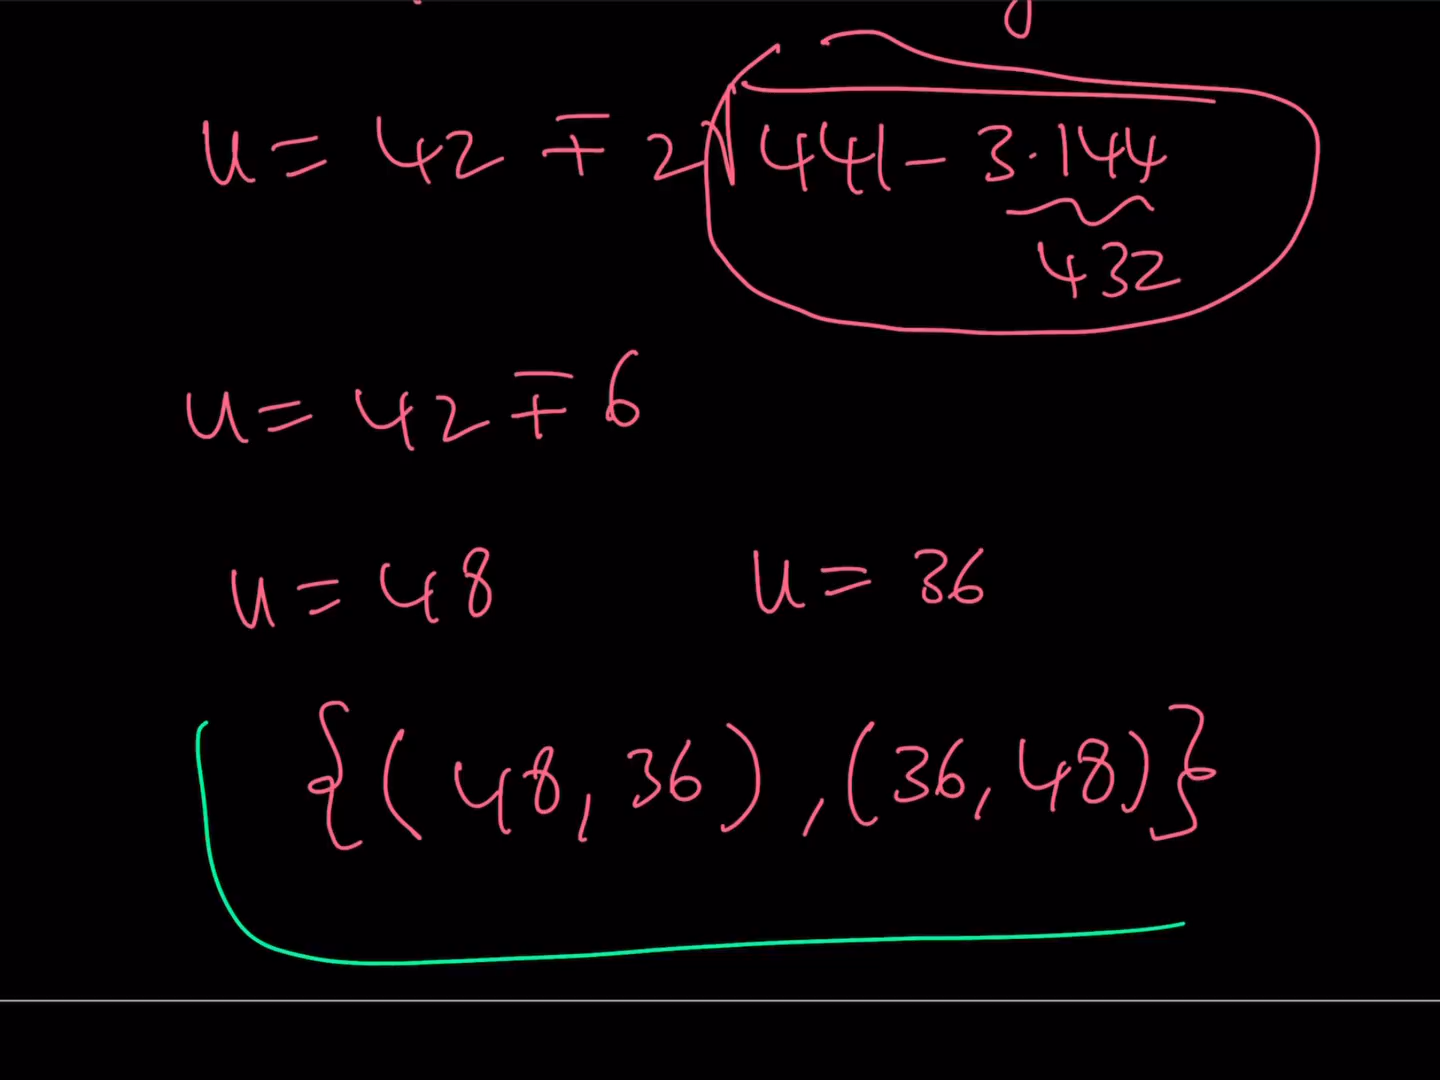 u = 42 ∓ 2√441 - 3·144
432
u = 42 ∓ 6
u = 48 u = 36
{(48, 36), (36, 48)}